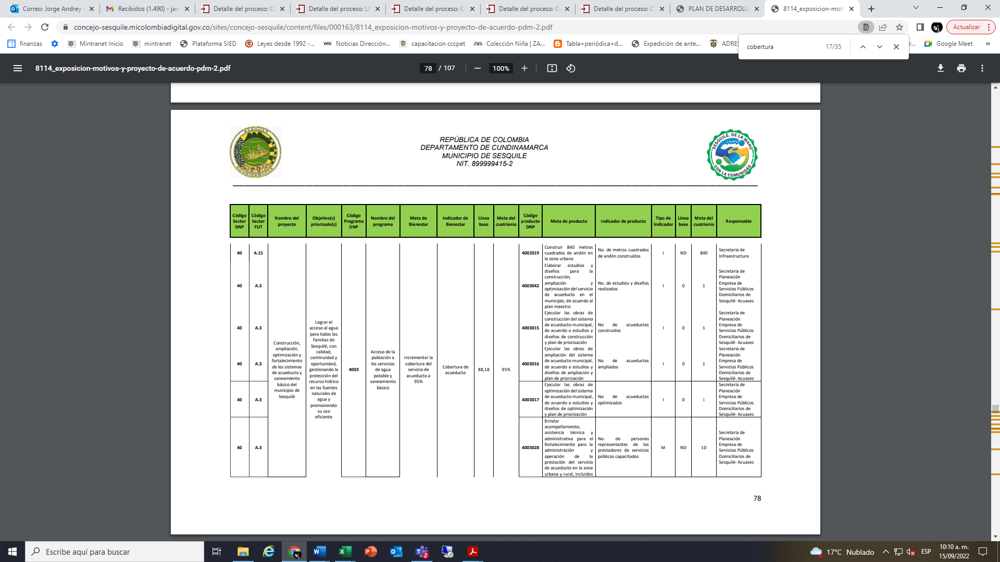 Correo: Jorge Andrey C
Recibidos (1.490) - jan
Detalle del proceso: CE
Detalle del proceso: LP
Detalle del proceso: CE
Detalle del proceso: CO
Detalle del proceso: CE
PLAN DE DESARROLLO
8114_exposicion-moti
concejo-sesquile.micolombiadigital.gov.co/sites/concejo-sesquile/content/files/000163/8114_exposicion-motivos-y-proyecto-de-acuerdo-pdm-2.pdf
Actualizar
finanzas
Mintranet Inicio
mintranet
Plataforma SIED
Leyes desde 1992 -...
Noticias Dirección...
capacitacion cccpet
Colección Niña | ZA...
Tabla+periódica+d...
Expedición de ante...
ADRES
Google Meet
cobertura
17/35
8114_exposicion-motivos-y-proyecto-de-acuerdo-pdm-2.pdf
78 / 107
100%
REPÚBLICA DE COLOMBIA
DEPARTAMENTO DE CUNDINAMARCA
MUNICIPIO DE SESQUILE
NIT. 899999415-2
SESQUILÉ, DE LA MANO
CON LA COMUNIDAD
SESQUILE
CUNDINAMARCA
Código Sector DNP
Código Sector FUT
Nombre del proyecto
Objetivo(s) priorizado(s)
Código Programa DNP
Nombre del programa
Meta de Bienestar
Indicador de Bienestar
Línea base
Meta del cuatrienio
Código producto DNP
Meta de producto
Indicador de producto
Tipo de Indicador
Línea base
Meta del cuatrienio
Responsable
40
A.15
4002019
Construir 840 metros
cuadrados de andén en
la zona urbana
No. de metros cuadrados
de andén construidos
I
ND
840
Secretaría de
Infraestructura
40
A.3
4003042
Elaborar estudios y
diseños para la
construcción,
ampliación y
optimización del servicio
de acueducto en el
municipio, de acuerdo al
plan maestro
No. de estudios y diseños
realizados
I
0
1
Secretaría de
Planeación
Empresa de
Servicios Públicos
Domiciliarios de
Sesquilé- Acuases
40
A.3
4003015
Ejecutar las obras de
construcción del sistema
de acueducto municipal,
de acuerdo a estudios y
diseños de construcción
y plan de priorización
No de acueductos
construidos
I
0
1
Secretaría de
Planeación
Empresa de
Servicios Públicos
Domiciliarios de
Sesquilé- Acuases
Construcción,
ampliación,
optimización y
fortalecimiento
de los sistemas
de acueducto y
saneamiento
básico del
municipio de
Sesquilé
Lograr el
acceso al agua
para todas las
familias de
Sesquilé, con
calidad,
continuidad y
oportunidad,
gestionando la
protección del
recurso hídrico
en las fuentes
naturales de
agua y
promoviendo
su uso
eficiente
4003
Acceso de la
población a
los servicios
de agua
potable y
saneamiento
básico
Incrementar la
cobertura del
servicio de
acueducto a
95%
Cobertura de
acueducto
88,18
95%
40
A.3
4003016
Ejecutar las obras de
ampliación del sistema
de acueducto municipal,
de acuerdo a estudios y
diseños de ampliación y
plan de priorización
No de acueductos
ampliados
I
0
1
Secretaría de
Planeación
Empresa de
Servicios Públicos
Domiciliarios de
Sesquilé- Acuases
40
A.3
4003017
Ejecutar las obras de
optimización del sistema
de acueducto municipal,
de acuerdo a estudios y
diseños de optimización
y plan de priorización
No de acueductos
optimizados
I
0
1
Secretaría de
Planeación
Empresa de
Servicios Públicos
Domiciliarios de
Sesquilé- Acuases
40
A.3
4003028
Brindar
acompañamiento,
asistencia técnica y
administrativa para el
fortalecimiento para la
administración y
operación de la
prestación del servicio
de acueducto en la zona
urbana y rural, incluidos
No. de personas
representantes de los
prestadores de servicios
públicos capacitados
M
ND
10
Secretaría de
Planeación
Empresa de
Servicios Públicos
Domiciliarios de
Sesquilé- Acuases
78
Escribe aquí para buscar
17°C Nublado
ESP
10:10 a. m.
15/09/2022